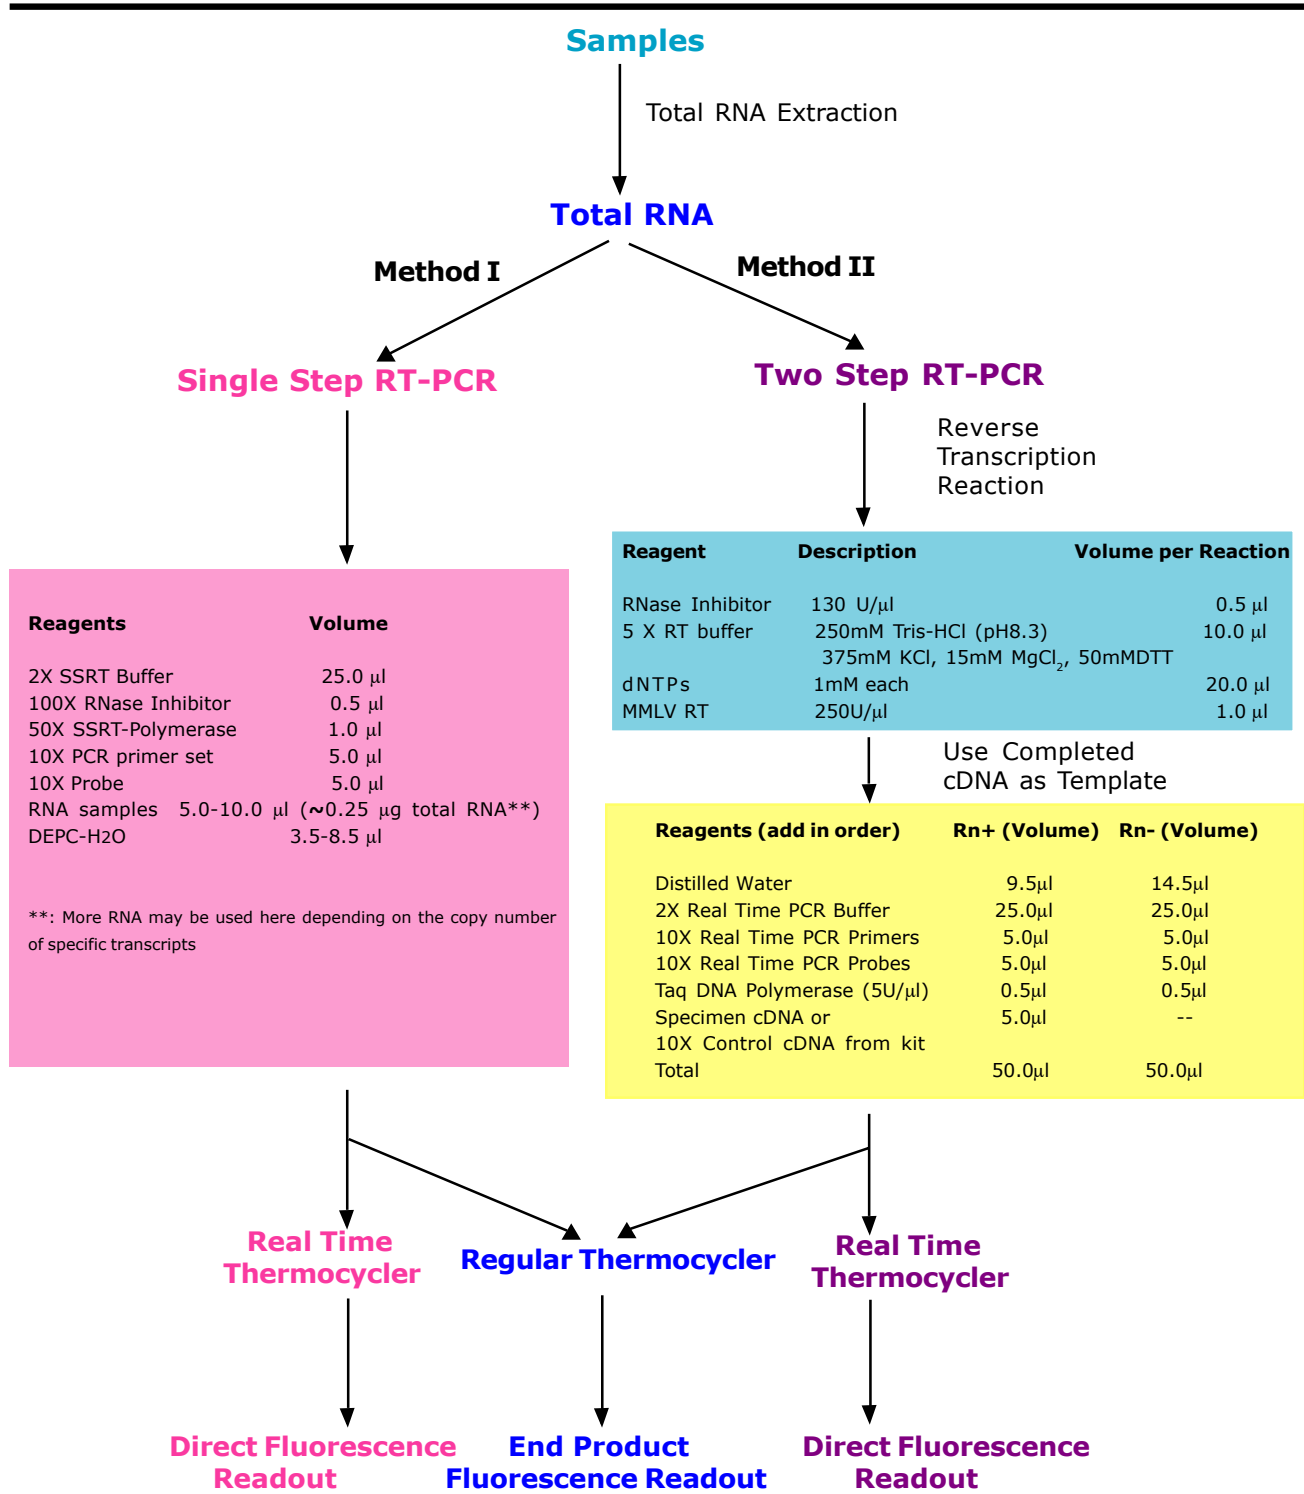 Samples
Total RNA Extraction
Total RNA
Method I
Method II
Single Step RT-PCR
Two Step RT-PCR
Reverse
Transcription
Reaction
Reagents Volume
2X SSRT Buffer 25.0 µl
100X RNase Inhibitor 0.5 µl
50X SSRT-Polymerase 1.0 µl
10X PCR primer set 5.0 µl
10X Probe 5.0 µl
RNA samples 5.0-10.0 µl (~0.25 µg total RNA**)
DEPC-H2O 3.5-8.5 µl
**: More RNA may be used here depending on the copy number
of specific transcripts
Reagent Description Volume per Reaction
RNase Inhibitor 130 U/µl 0.5 µl
5 X RT buffer 250mM Tris-HCl (pH8.3) 10.0 µl
375mM KCl, 15mM MgCl2, 50mMDTT
dNTPs 1mM each 20.0 µl
MMLV RT 250U/µl 1.0 µl
Use Completed
cDNA as Template
Reagents (add in order) Rn+ (Volume) Rn- (Volume)
Distilled Water 9.5µl 14.5µl
2X Real Time PCR Buffer 25.0µl 25.0µl
10X Real Time PCR Primers 5.0µl 5.0µl
10X Real Time PCR Probes 5.0µl 5.0µl
Taq DNA Polymerase (5U/µl) 0.5µl 0.5µl
Specimen cDNA or 5.0µl --
10X Control cDNA from kit
Total 50.0µl 50.0µl
Real Time
Thermocycler
Regular Thermocycler
Real Time
Thermocycler
Direct Fluorescence
Readout
End Product
Fluorescence Readout
Direct Fluorescence
Readout